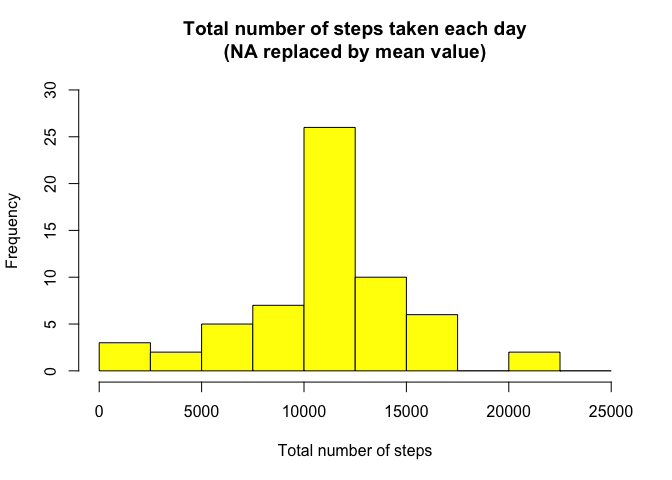 Total number of steps taken each day
(NA replaced by mean value)
30
25
20
15
10
5
0
Frequency
0 5000 10000 15000 20000 25000
Total number of steps